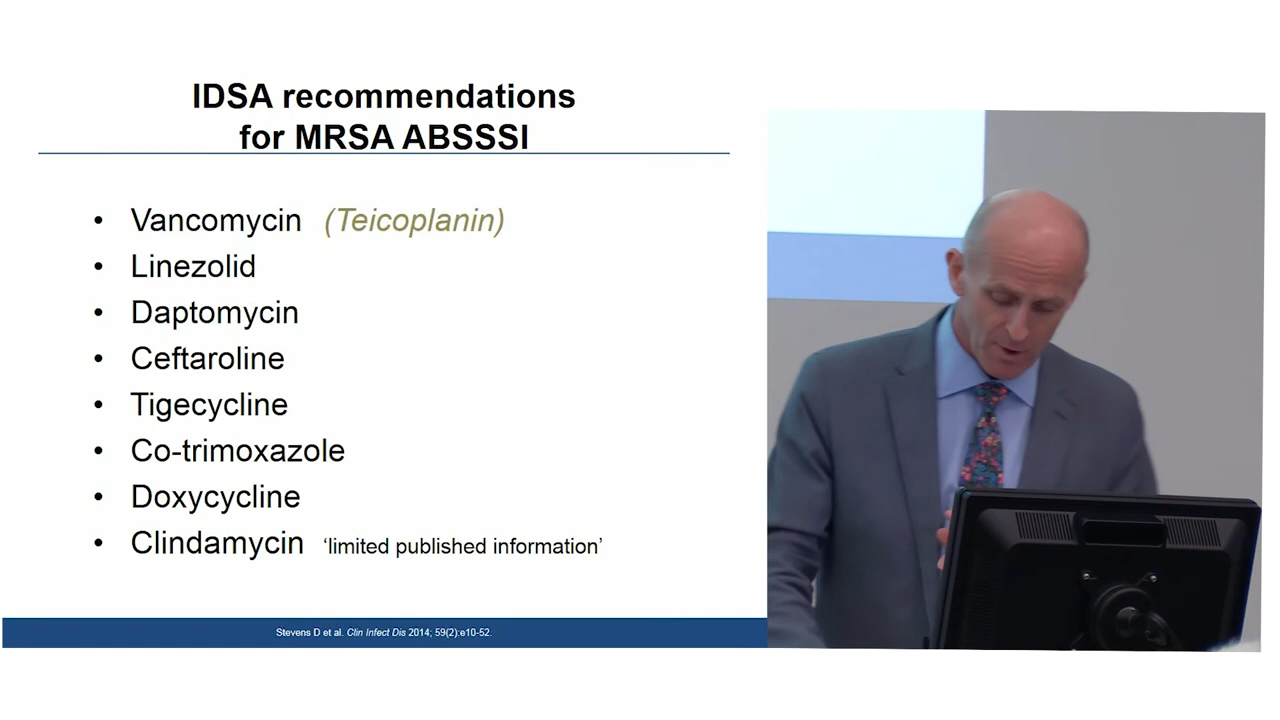 IDSA recommendations
for MRSA ABSSSI
• Vancomycin (Teicoplanin)
• Linezolid
• Daptomycin
• Ceftaroline
• Tigecycline
• Co-trimoxazole
• Doxycycline
• Clindamycin ‘limited published information’
Stevens D et al. Clin Infect Dis 2014; 59(2):e10-52.